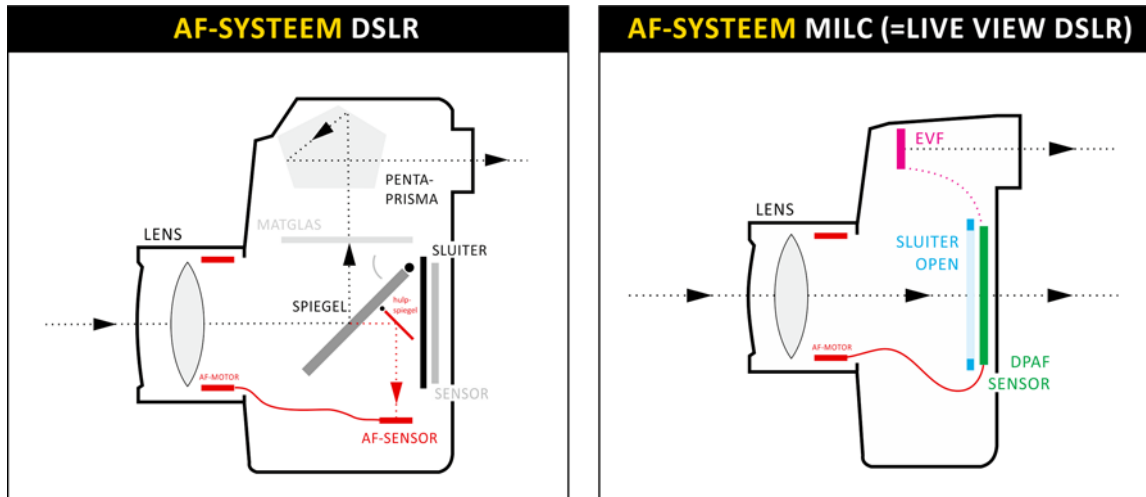 AF-SYSTEEM DSLR
PENTA-
PRISMA
MATGLAS
LENS
SLUITER
SPIEGEL
hulp-
spiegel
AF-MOTOR
SENSOR
AF-SENSOR
AF-SYSTEEM MILC (=LIVE VIEW DSLR)
EVF
LENS
SLUITER
OPEN
AF-MOTOR
DPAF
SENSOR